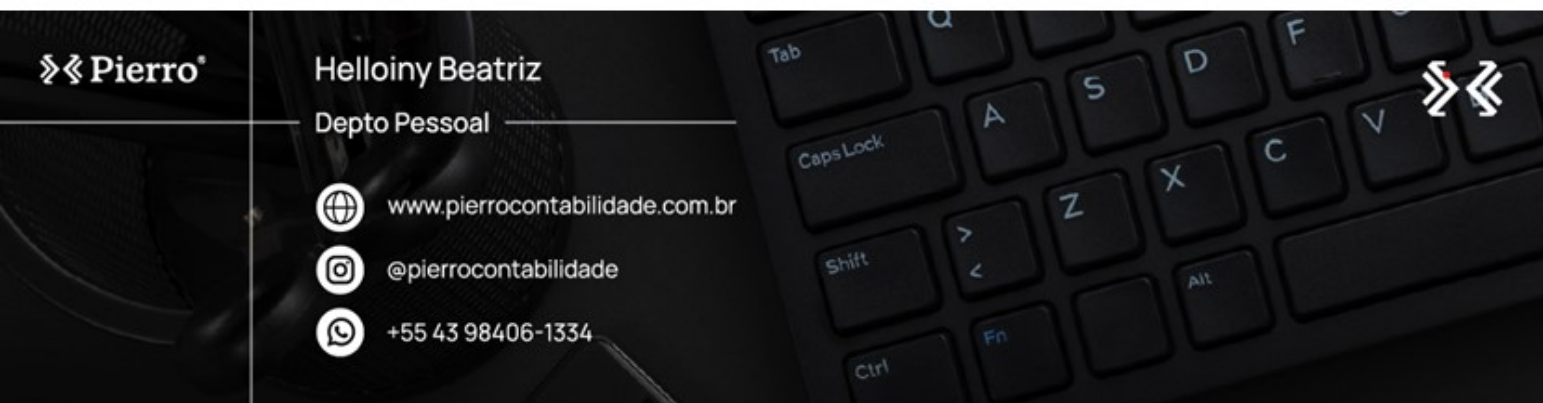 Pierro®
Helloiny Beatriz
Depto Pessoal
www.pierrocontabilidade.com.br
@pierrocontabilidade
+55 43 98406-1334
Tab
Q
Caps Lock
A
S
D
F
Shift
>
<
Z
X
C
V
Ctrl
Fn
Alt